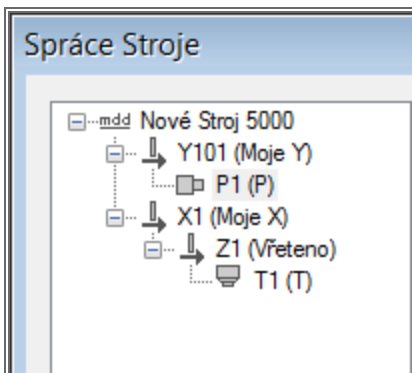 Spráce Stroje
mdd Nové Stroj 5000
Y101 (Moje Y)
P1 (P)
X1 (Moje X)
Z1 (Vřeteno)
T1 (T)